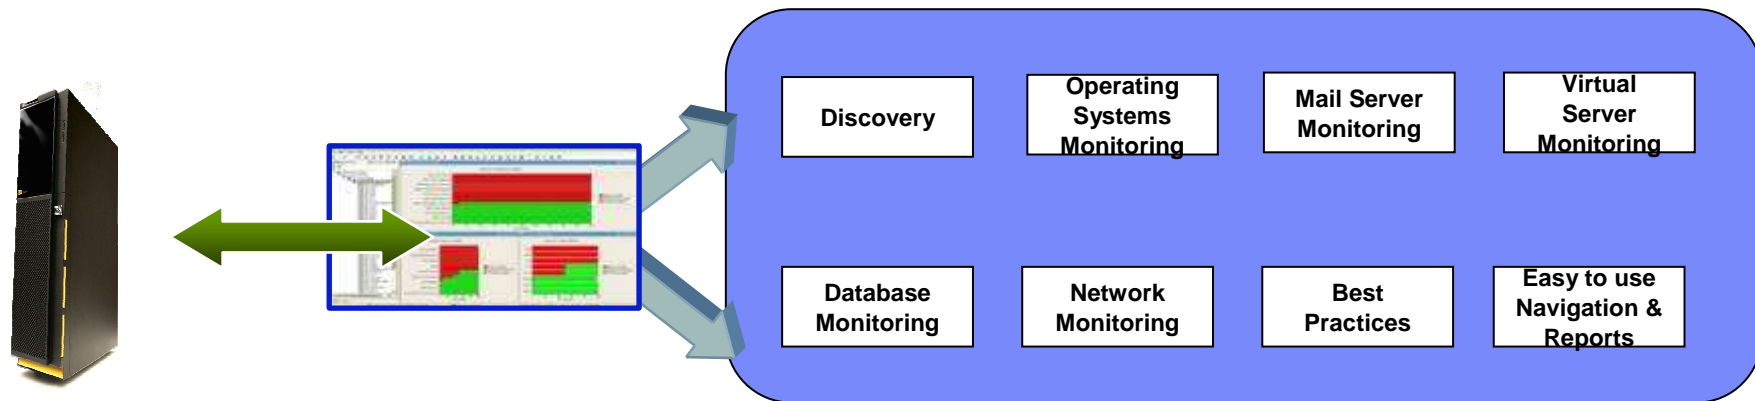 Discovery
Operating
Systems
Monitoring
Mail Server
Monitoring
Virtual
Server
Monitoring
Database
Monitoring
Network
Monitoring
Best
Practices
Easy to use
Navigation &
Reports